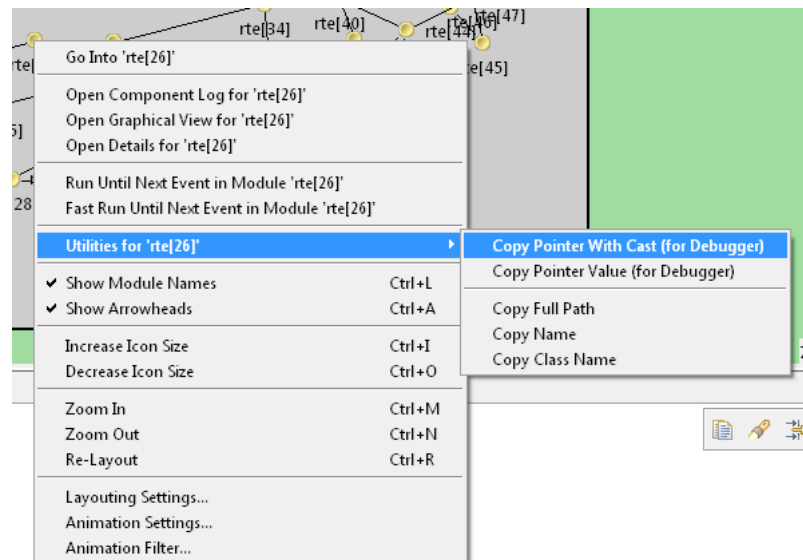 rte[34]
rte[40]
rte[47]
rte[45]
5]
28
Go Into 'rte[26]'
Open Component Log for 'rte[26]'
Open Graphical View for 'rte[26]'
Open Details for 'rte[26]'
Run Until Next Event in Module 'rte[26]'
Fast Run Until Next Event in Module 'rte[26]'
Utilities for 'rte[26]'
Show Module Names Ctrl+L
Show Arrowheads Ctrl+A
Increase Icon Size Ctrl+I
Decrease Icon Size Ctrl+O
Zoom In Ctrl+M
Zoom Out Ctrl+N
Re-Layout Ctrl+R
Layouting Settings...
Animation Settings...
Animation Filter...
Copy Pointer With Cast (for Debugger)
Copy Pointer Value (for Debugger)
Copy Full Path
Copy Name
Copy Class Name